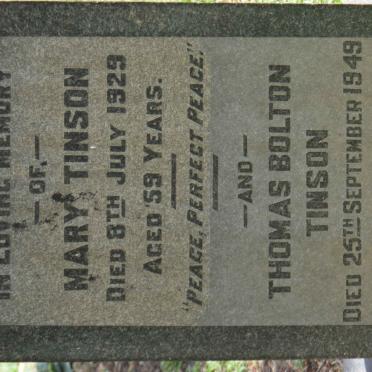 IN LOVING MEMORY
— OF. —
MARY TINSON
DIED 8TH JULY 1929
AGED 59 YEARS.
"PEACE, PERFECT PEACE."
— AND —
THOMAS BOLTON
TINSON
DIED 25TH SEPTEMBER 1949